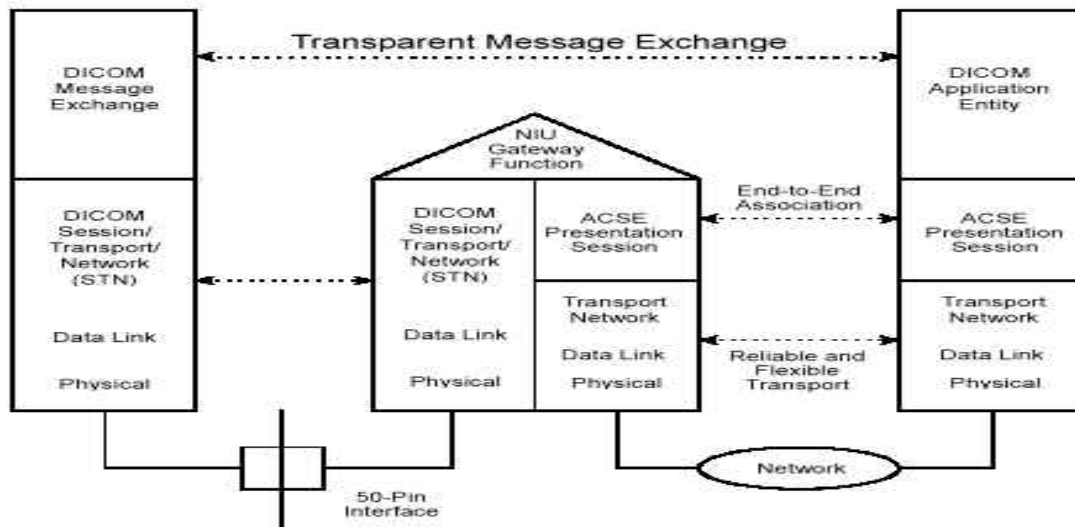 Transparent Message Exchange
DICOM
Message
Exchange
DICOM
Application
Entity
NIU
Gateway
Function
DICOM
Session/
Transport/
Network
(STN)
Data Link
Physical
DICOM
Session/
Transport/
Network
(STN)
Data Link
Physical
ACSE
Presentation
Session
Transport
Network
Data Link
Physical
End-to-End
Association
Reliable and
Flexible
Transport
ACSE
Presentation
Session
Transport
Network
Data Link
Physical
50-Pin
Interface
Network